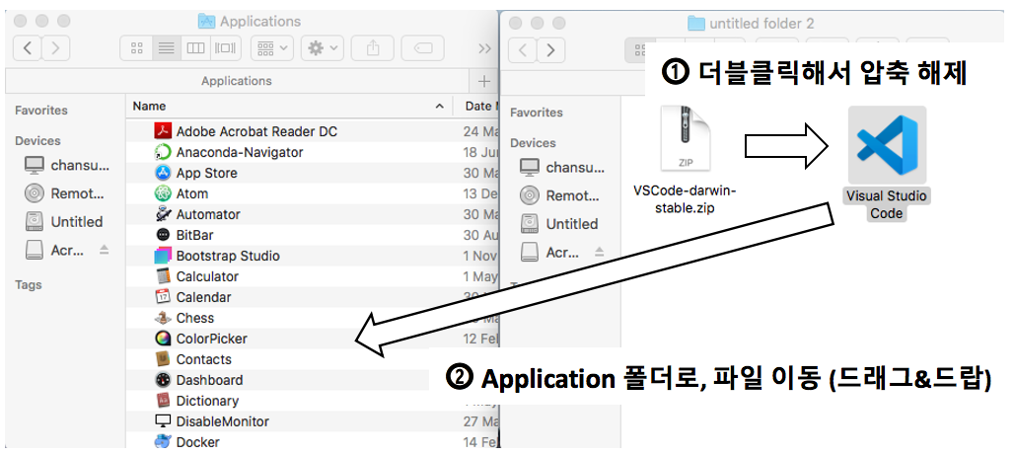 Applications
Applications
+
Favorites
Devices
chansu...
Remot...
Untitled
Acr...
Tags
Name
Date
Adobe Acrobat Reader DC
24 Ma
Anaconda-Navigator
18 Jun
App Store
30 Ma
Atom
13 De
Automator
30 Ma
BitBar
30 Au
Bootstrap Studio
1 Nov
Calculator
1 May
Calendar
Chess
ColorPicker
12 Fel
Contacts
Dashboard
Dictionary
DisableMonitor
27 Ma
Docker
14 Fel
untitled folder 2
① 더블클릭해서 압축 해제
Favorites
Devices
chansu...
Remot...
Untitled
Acr...
ZIP
VSCode-darwin-
stable.zip
Visual Studio
Code
② Application 폴더로, 파일 이동 (드래그&드랍)